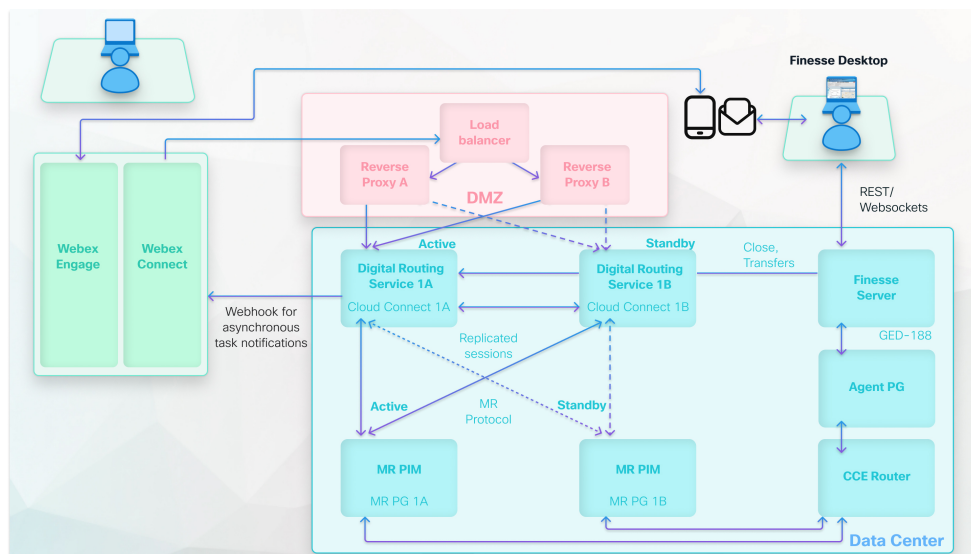 Finesse Desktop
Load
balancer
Reverse
Proxy A
Reverse
Proxy B
DMZ
REST/
Websockets
Webex
Engage
Webex
Connect
Active
Standby
Close,
Transfers
Digital Routing
Service 1A
Cloud Connect 1A
Digital Routing
Service 1B
Cloud Connect 1B
Finesse
Server
Webhook for
asynchronous
task notifications
Replicated
sessions
GED-188
Active
MR
Protocol
Standby
Agent PG
MR PIM
MR PG 1A
MR PIM
MR PG 1B
CCE Router
Data Center